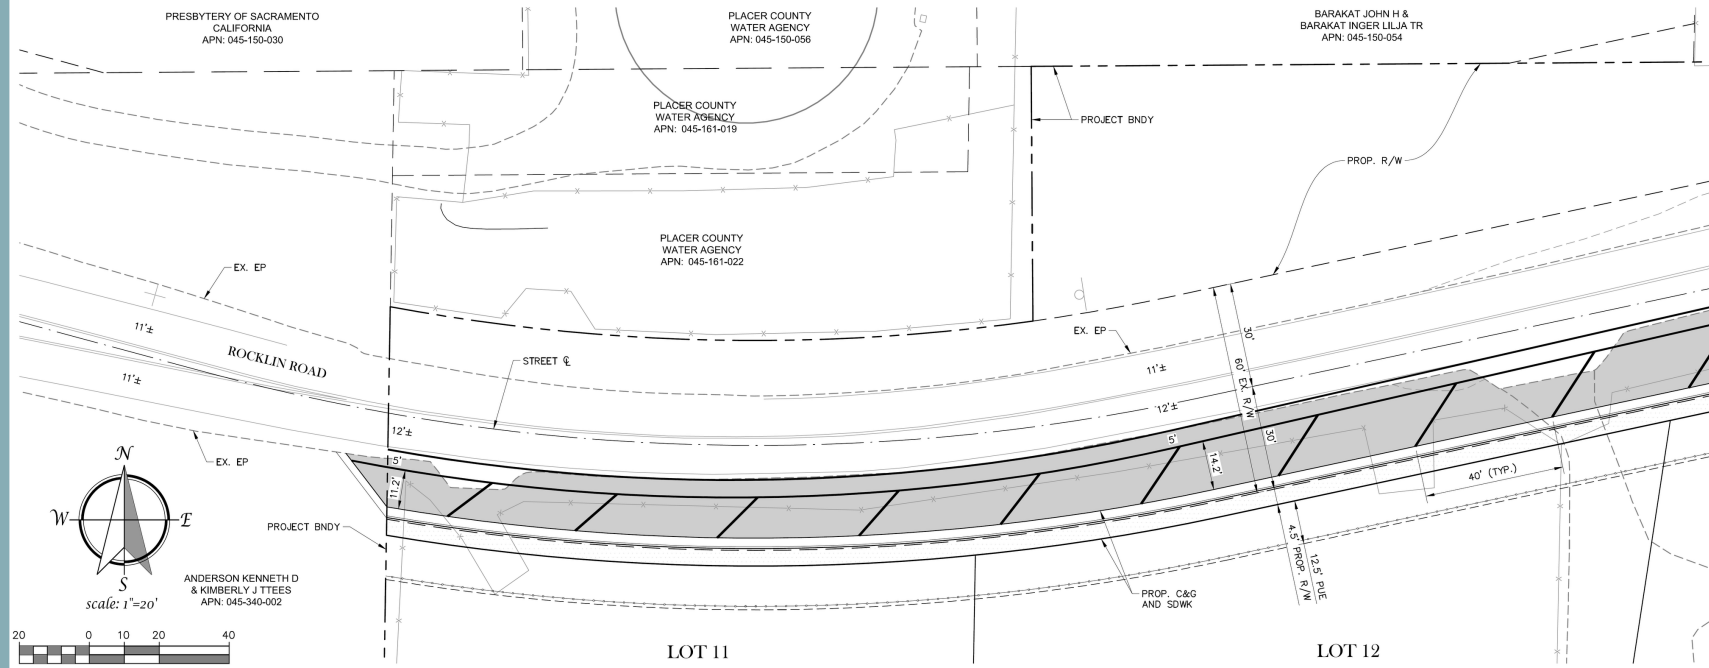 PRESBYTERY OF SACRAMENTO
CALIFORNIA
APN: 045-150-030
PLACER COUNTY
WATER AGENCY
APN: 045-150-056
BARAKAT JOHN H &
BARAKAT INGER LILJA TR
APN: 045-150-054
PLACER COUNTY
WATER AGENCY
APN: 045-161-019
PROJECT BNDY
PROP. R/W
PLACER COUNTY
WATER AGENCY
APN: 045-161-022
EX. EP
11'±
ROCKLIN ROAD
STREET ℄
EX. EP
30'
60' EX. R/W
11'±
11'±
12'±
12'±
5'
30'
5'
14.2'
11.2'
EX. EP
40' (TYP.)
N
W
E
S
PROJECT BNDY
4.5' PROP. R/W
12.5' PUE
ANDERSON KENNETH D
& KIMBERLY J TTEES
APN: 045-340-002
PROP. C&G
AND SDWK
scale: 1"=20'
20 0 10 20 40
LOT 11
LOT 12